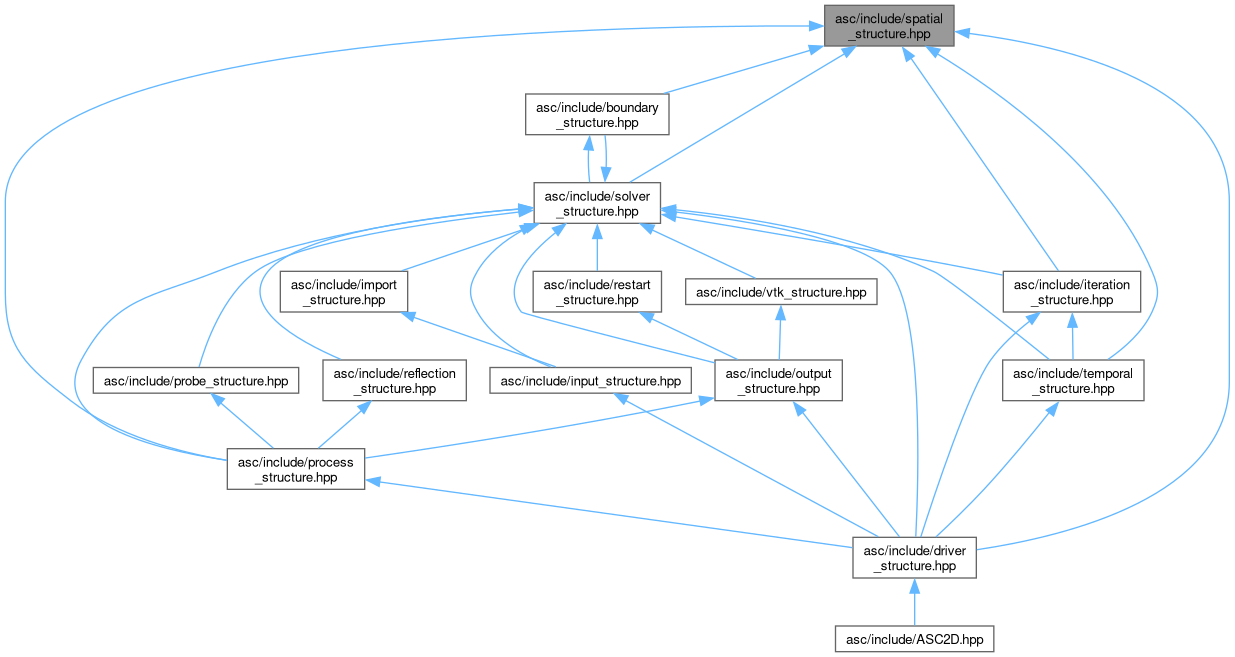 asc/include/spatial
_structure.hpp
asc/include/boundary
_structure.hpp
asc/include/solver
_structure.hpp
asc/include/import
_structure.hpp
asc/include/restart
_structure.hpp
asc/include/vtk_structure.hpp
asc/include/iteration
_structure.hpp
asc/include/probe_structure.hpp
asc/include/reflection
_structure.hpp
asc/include/input_structure.hpp
asc/include/output
_structure.hpp
asc/include/temporal
_structure.hpp
asc/include/process
_structure.hpp
asc/include/driver
_structure.hpp
asc/include/ASC2D.hpp